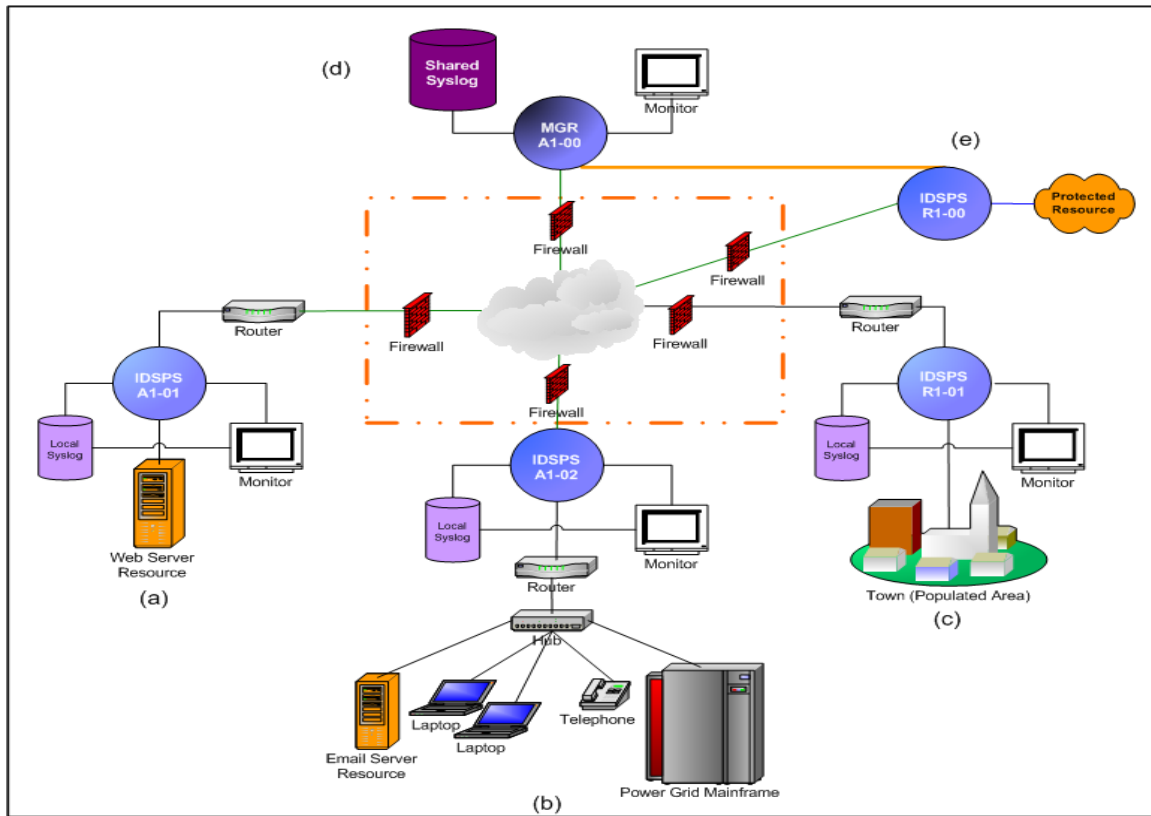 (d)
Shared
Syslog
Monitor
MGR
A1-00
(e)
IDSPS
R1-00
Protected
Resource
Firewall
Firewall
Router
Firewall
Firewall
Router
IDSPS
A1-01
Local
Syslog
Monitor
Web Server
Resource
(a)
Firewall
IDSPS
A1-02
Local
Syslog
Monitor
Router
Hub
Email Server
Resource
Laptop
Laptop
Telephone
Power Grid Mainframe
(b)
IDSPS
R1-01
Local
Syslog
Monitor
Town (Populated Area)
(c)